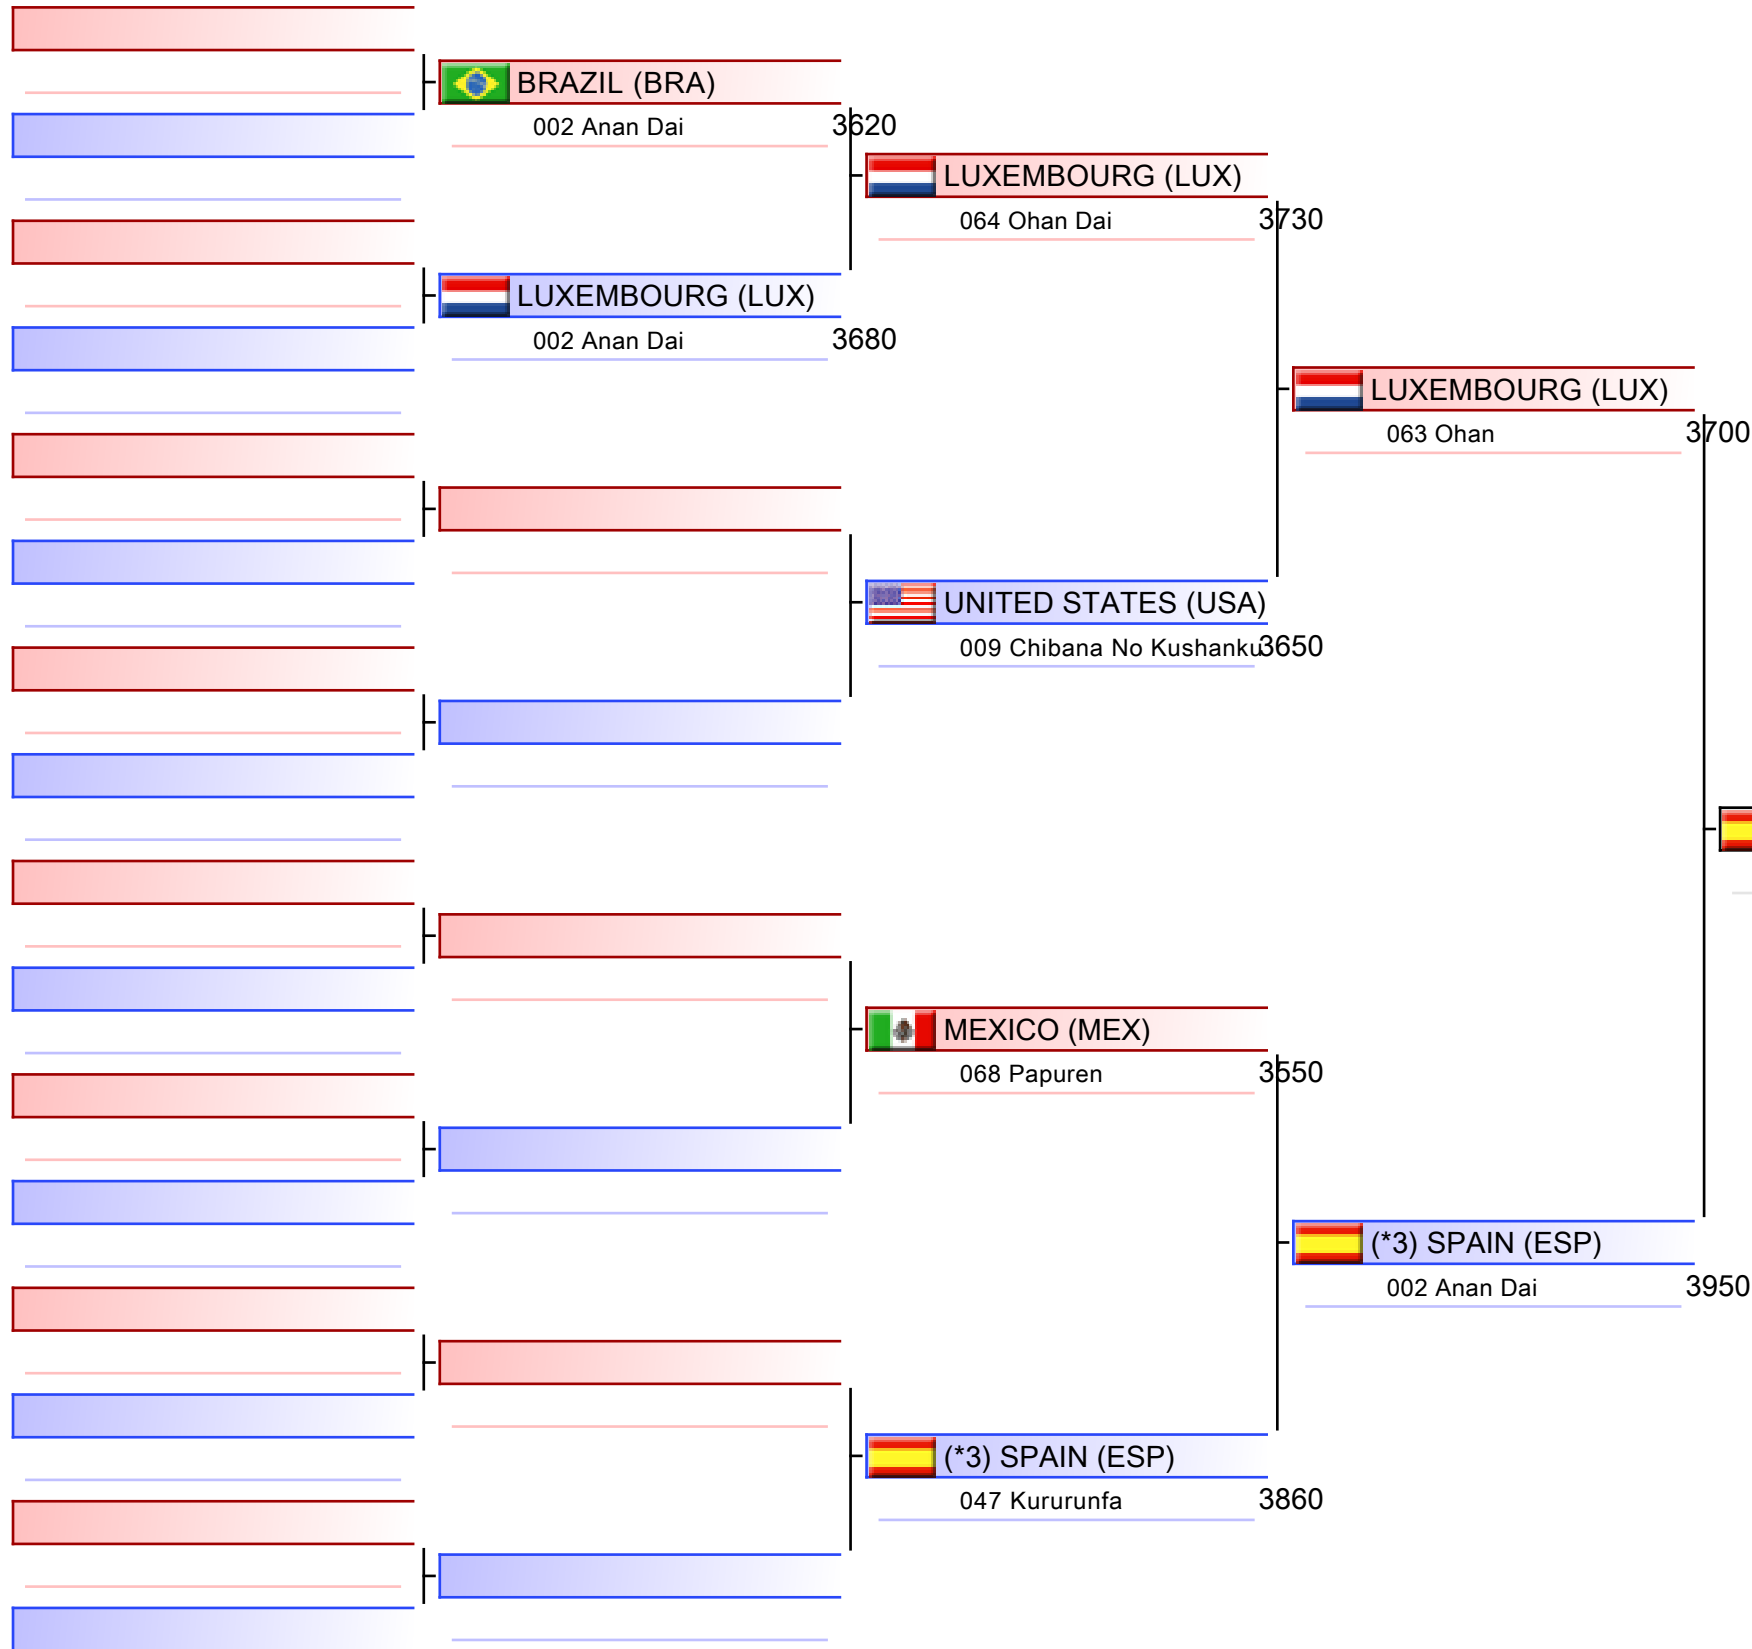 BRAZIL (BRA)
002 Anan Dai 3620
LUXEMBOURG (LUX)
064 Ohan Dai 3730
LUXEMBOURG (LUX)
002 Anan Dai 3680
LUXEMBOURG (LUX)
063 Ohan 3700
UNITED STATES (USA)
009 Chibana No Kushanku 3650
MEXICO (MEX)
068 Papuren 3550
(*3) SPAIN (ESP)
002 Anan Dai 3950
(*3) SPAIN (ESP)
047 Kururunfa 3860